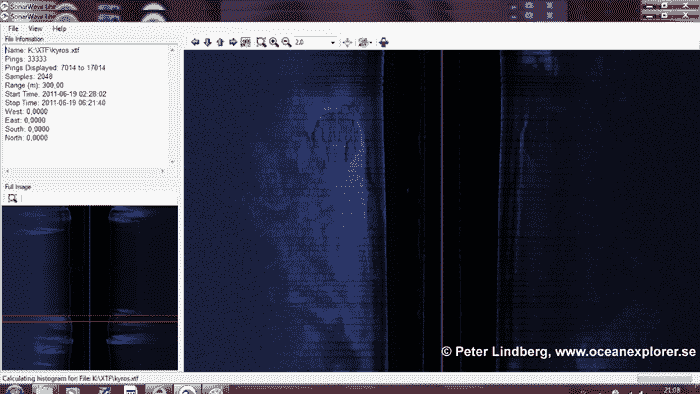 SonarWave Lite
SonarWave Lite
File View Help
File Information
Name: K:\XTF\kyros.xtf
Pings: 33333
Pings Displayed: 7014 to 17014
Samples: 2048
Range (m): 300,00
Start Time: 2011-06-19 02:28:02
Stop Time: 2011-06-19 06:21:40
West: 0,0000
East: 0,0000
South: 0,0000
North: 0,0000
2,0
Full Image
© Peter Lindberg, www.oceanexplorer.se
Calculating histogram for File: K:\XTF\kyros.xtf
21:08